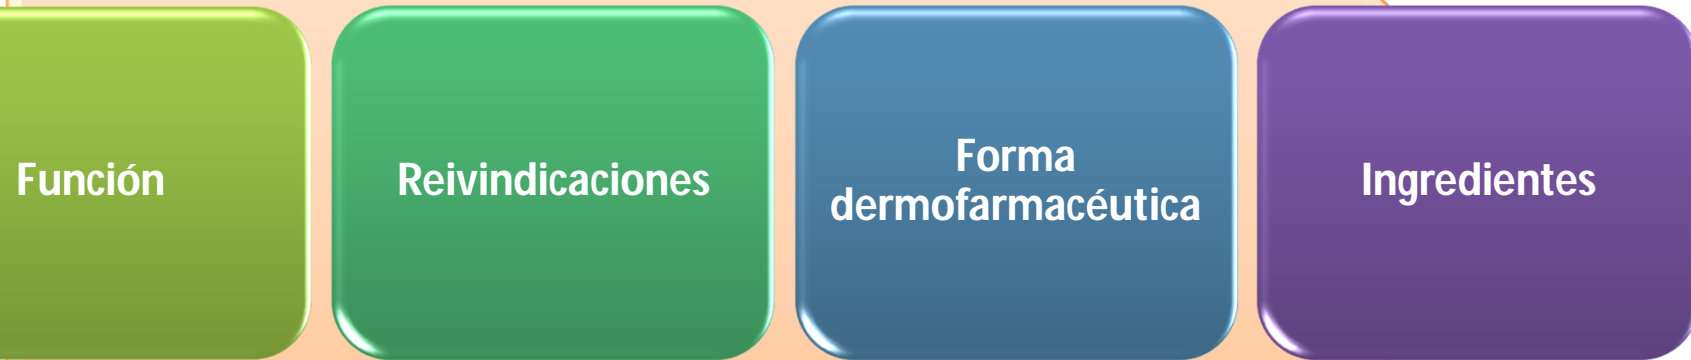 Función
Reivindicaciones
Forma
dermofarmacéutica
Ingredientes